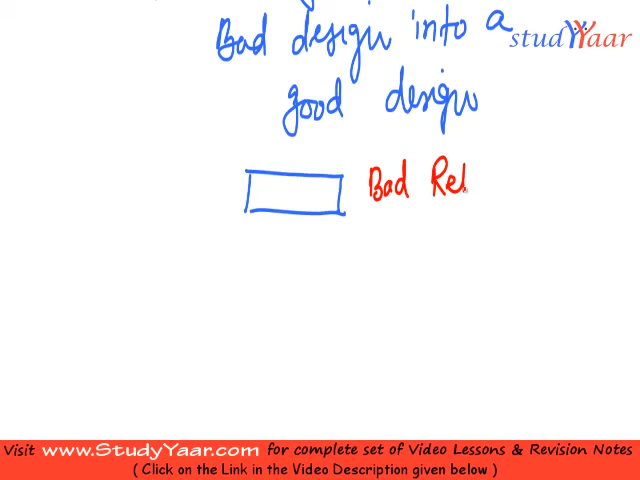 Bad design into a
studYYaar
good design
Bad Rel
Visit www.StudyYaar.com for complete set of Video Lessons & Revision Notes
( Click on the Link in the Video Description given below )